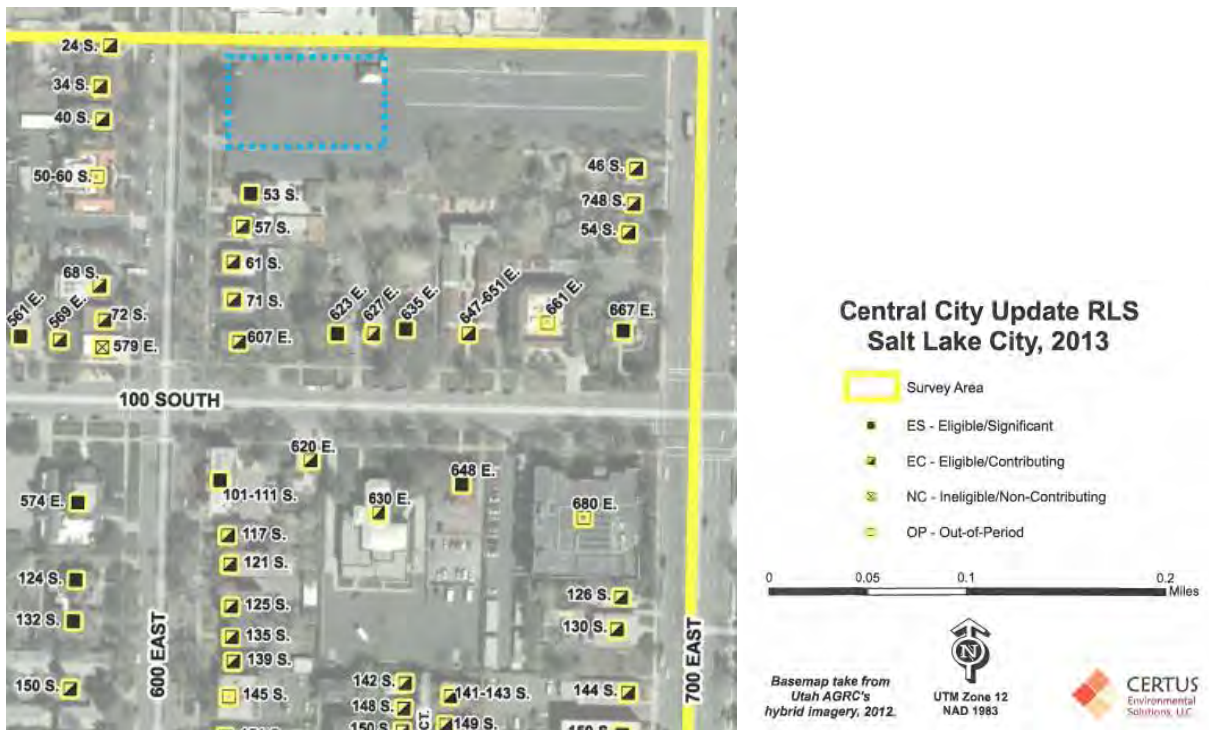 24 S.
34 S.
40 S.
50-60 S.
68 S.
561 E.
569 E.
72 S.
579 E.
53 S.
57 S.
61 S.
71 S.
607 E.
623 E.
627 E.
635 E.
647-651 E.
661 E.
667 E.
46 S.
?48 S.
54 S.
100 SOUTH
600 EAST
700 EAST
574 E.
124 S.
132 S.
150 S.
620 E.
101-111 S.
630 E.
648 E.
680 E.
117 S.
121 S.
125 S.
135 S.
139 S.
145 S.
126 S.
130 S.
142 S.
148 S.
150 S.
CT.
141-143 S.
149 S.
144 S.
Central City Update RLS
Salt Lake City, 2013
Survey Area
ES - Eligible/Significant
EC - Eligible/Contributing
NC - Ineligible/Non-Contributing
OP - Out-of-Period
0 0.05 0.1 0.2
Miles
N
Basemap take from
Utah AGRC's
hybrid imagery, 2012.
UTM Zone 12
NAD 1983
CERTUS
Environmental
Solutions, LLC